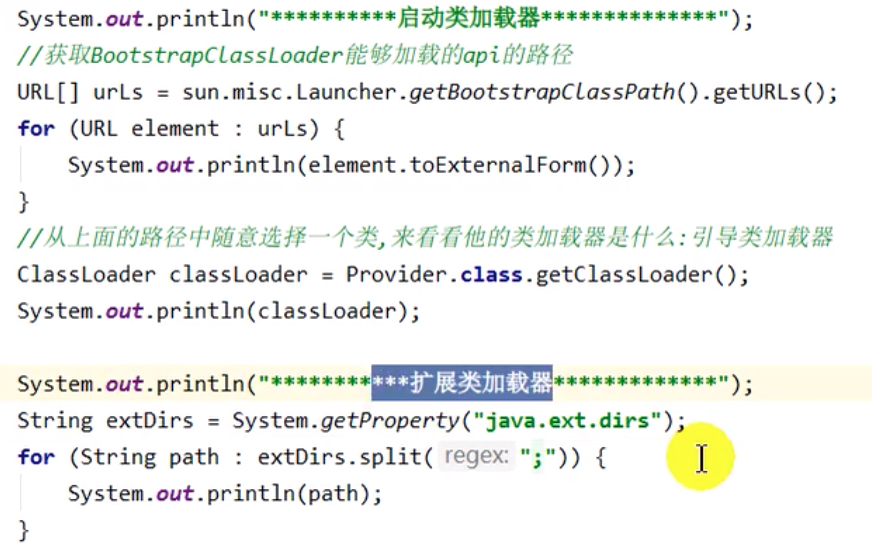 System.out.println("**********启动类加载器**************");
//获取BootstrapClassLoader能够加载的api的路径
URL[] urLs = sun.misc.Launcher.getBootstrapClassPath().getURLs();
for (URL element : urLs) {
    System.out.println(element.toExternalForm());
}
//从上面的路径中随意选择一个类,来看看他的类加载器是什么:引导类加载器
ClassLoader classLoader = Provider.class.getClassLoader();
System.out.println(classLoader);
System.out.println("***********扩展类加载器*************");
String extDirs = System.getProperty("java.ext.dirs");
for (String path : extDirs.split( regex: ";")) {
    System.out.println(path);
}